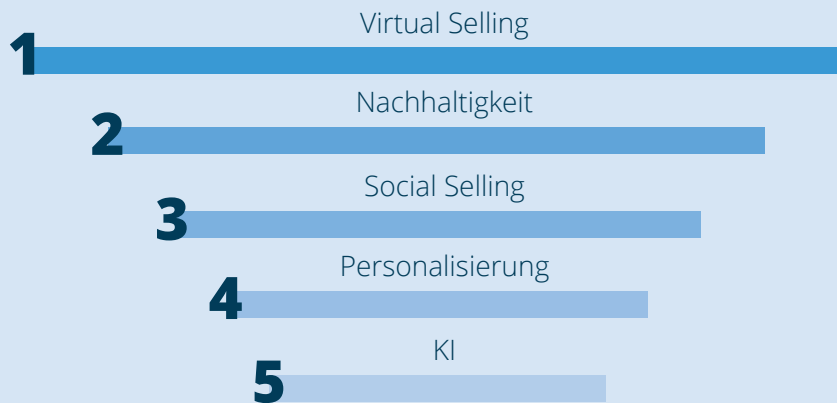 Virtual Selling
1
Nachhaltigkeit
2
Social Selling
3
Personalisierung
4
KI
5